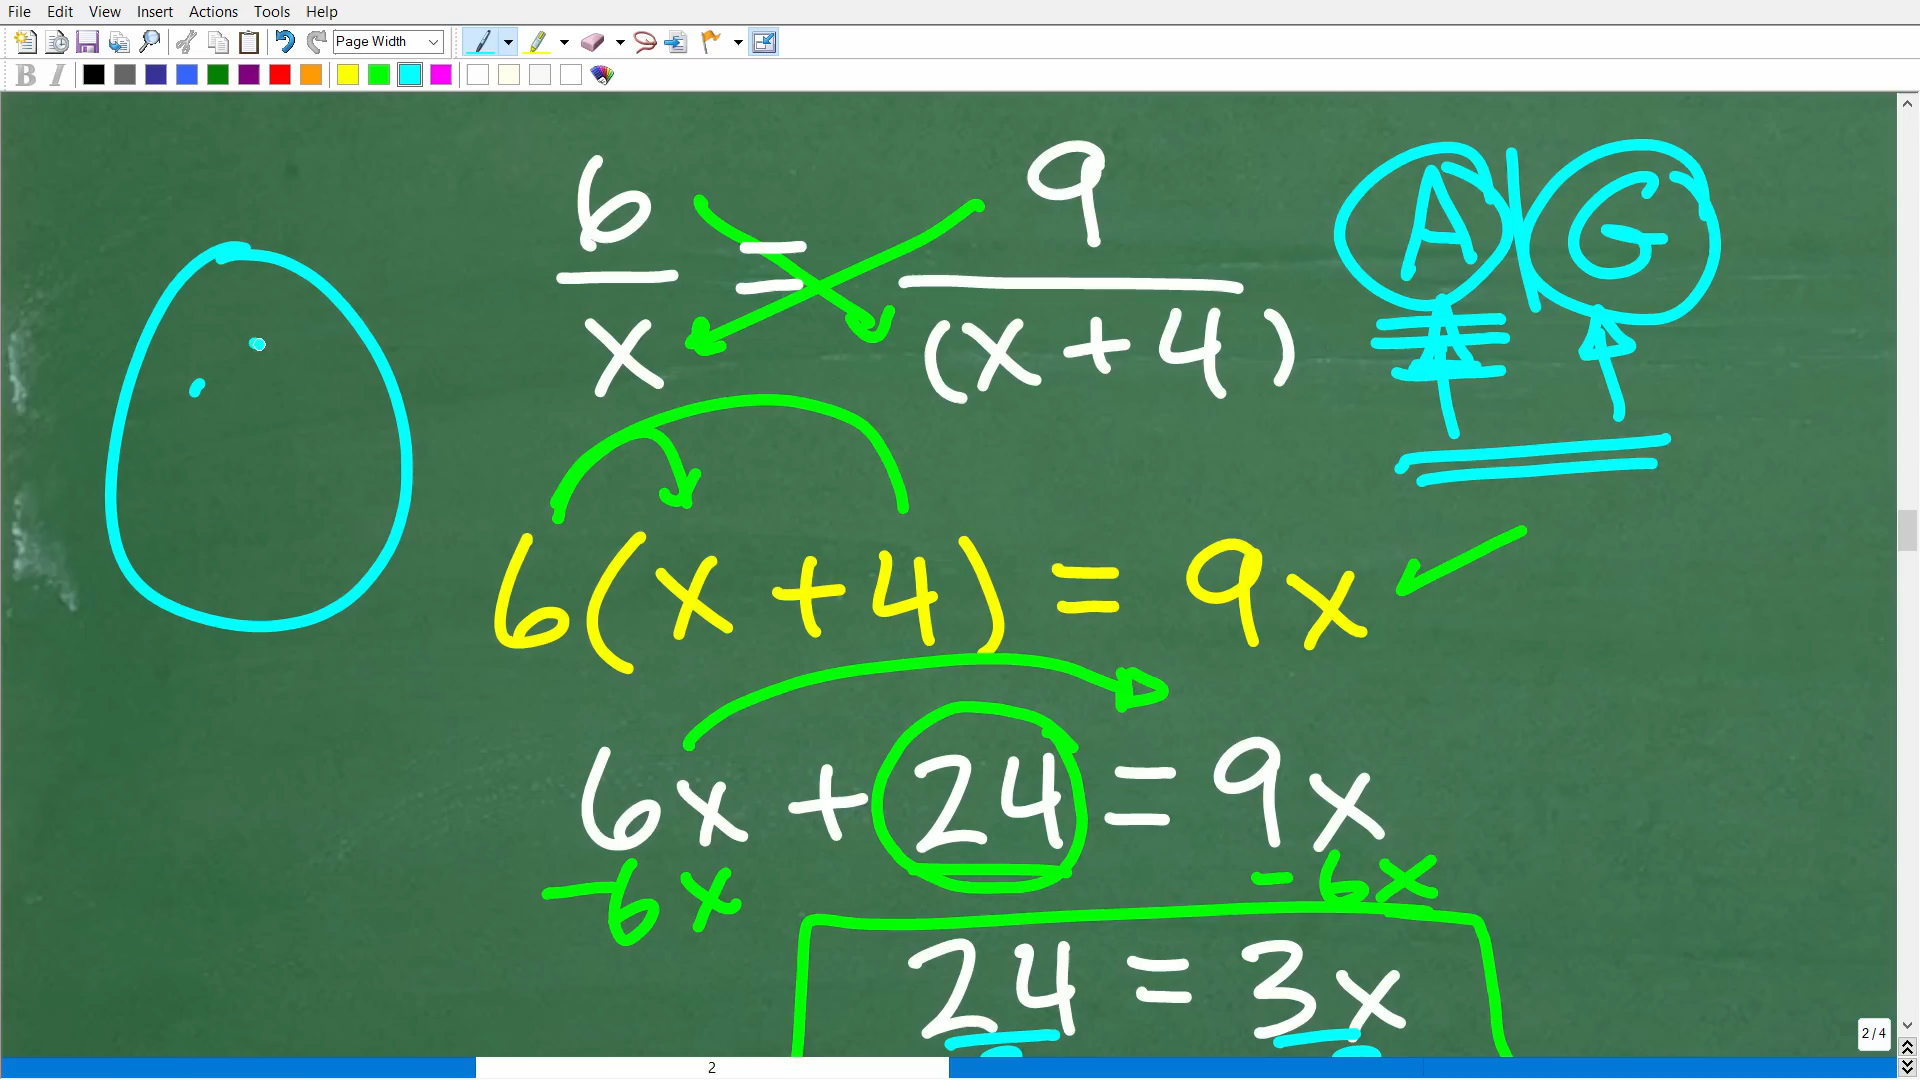 File Edit View Insert Actions Tools Help
Page Width
B I
6 = 9
x (x + 4)
A | G
6(x + 4) = 9x
6x + 24 = 9x
-6x - 6x
24 = 3x
2 / 4
2